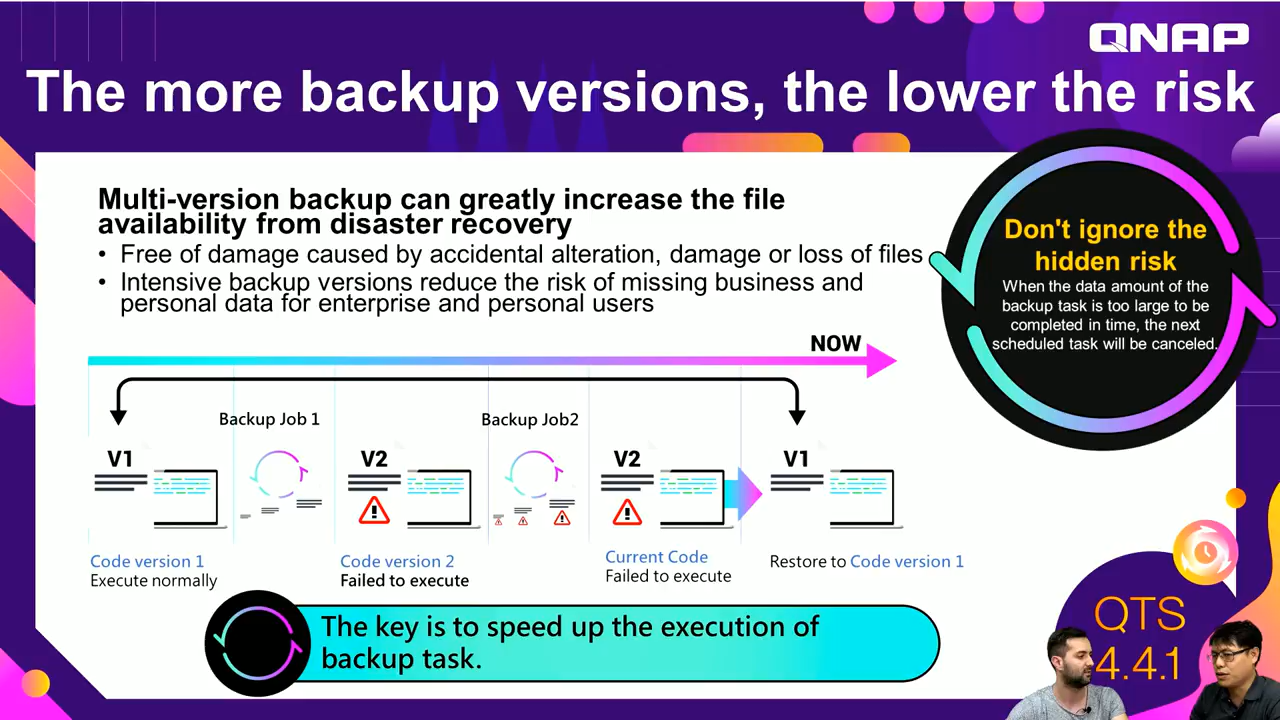 QNAP
The more backup versions, the lower the risk
Multi-version backup can greatly increase the file
availability from disaster recovery
• Free of damage caused by accidental alteration, damage or loss of files
• Intensive backup versions reduce the risk of missing business and
personal data for enterprise and personal users
Don't ignore the
hidden risk
When the data amount of the
backup task is too large to be
completed in time, the next
scheduled task will be canceled.
NOW
Backup Job 1
Backup Job2
V1
V2
V2
V1
Code version 1
Execute normally
Code version 2
Failed to execute
Current Code
Failed to execute
Restore to Code version 1
The key is to speed up the execution of
backup task.
QTS
4.4.1